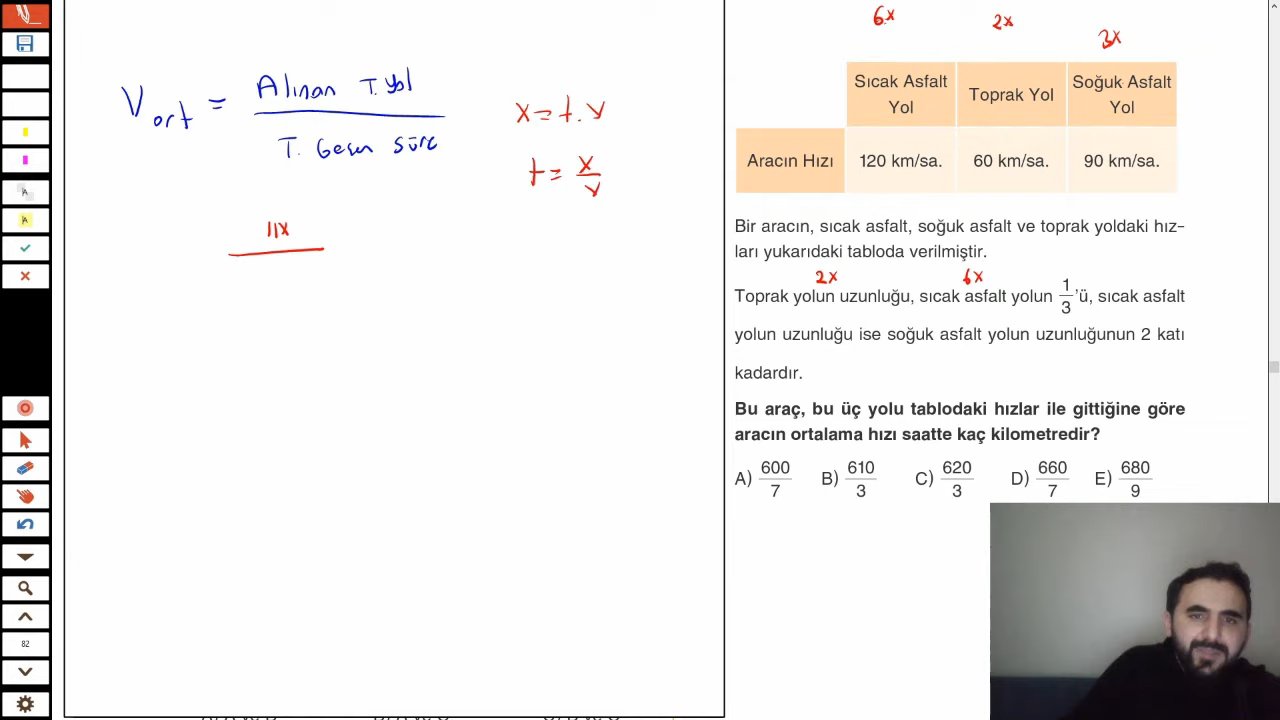 V ort = Alınan T. yol
T. Geçen Süre
x = t . v
t = x
v
11x
6x
2x
3x
Sıcak Asfalt Yol
Toprak Yol
Soğuk Asfalt Yol
Aracın Hızı
120 km/sa.
60 km/sa.
90 km/sa.
Bir aracın, sıcak asfalt, soğuk asfalt ve toprak yoldaki hız-
ları yukarıdaki tabloda verilmiştir.
2x
6x
Toprak yolun uzunluğu, sıcak asfalt yolun 1/3'ü, sıcak asfalt
yolun uzunluğu ise soğuk asfalt yolun uzunluğunun 2 katı
kadardır.
Bu araç, bu üç yolu tablodaki hızlar ile gittiğine göre
aracın ortalama hızı saatte kaç kilometredir?
A) 600/7 B) 610/3 C) 620/3 D) 660/7 E) 680/9
82